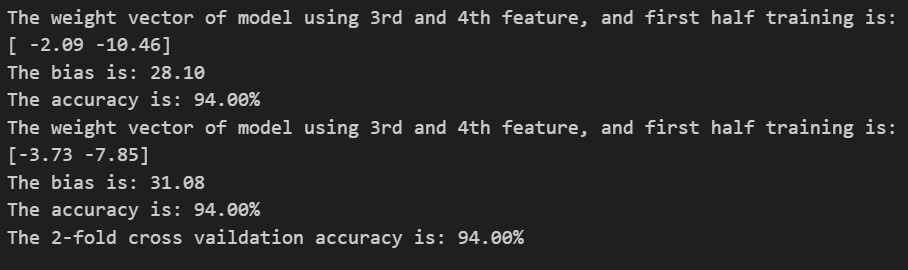 The weight vector of model using 3rd and 4th feature, and first half training is:
[ -2.09 -10.46]
The bias is: 28.10
The accuracy is: 94.00%
The weight vector of model using 3rd and 4th feature, and first half training is:
[-3.73 -7.85]
The bias is: 31.08
The accuracy is: 94.00%
The 2-fold cross vaildation accuracy is: 94.00%